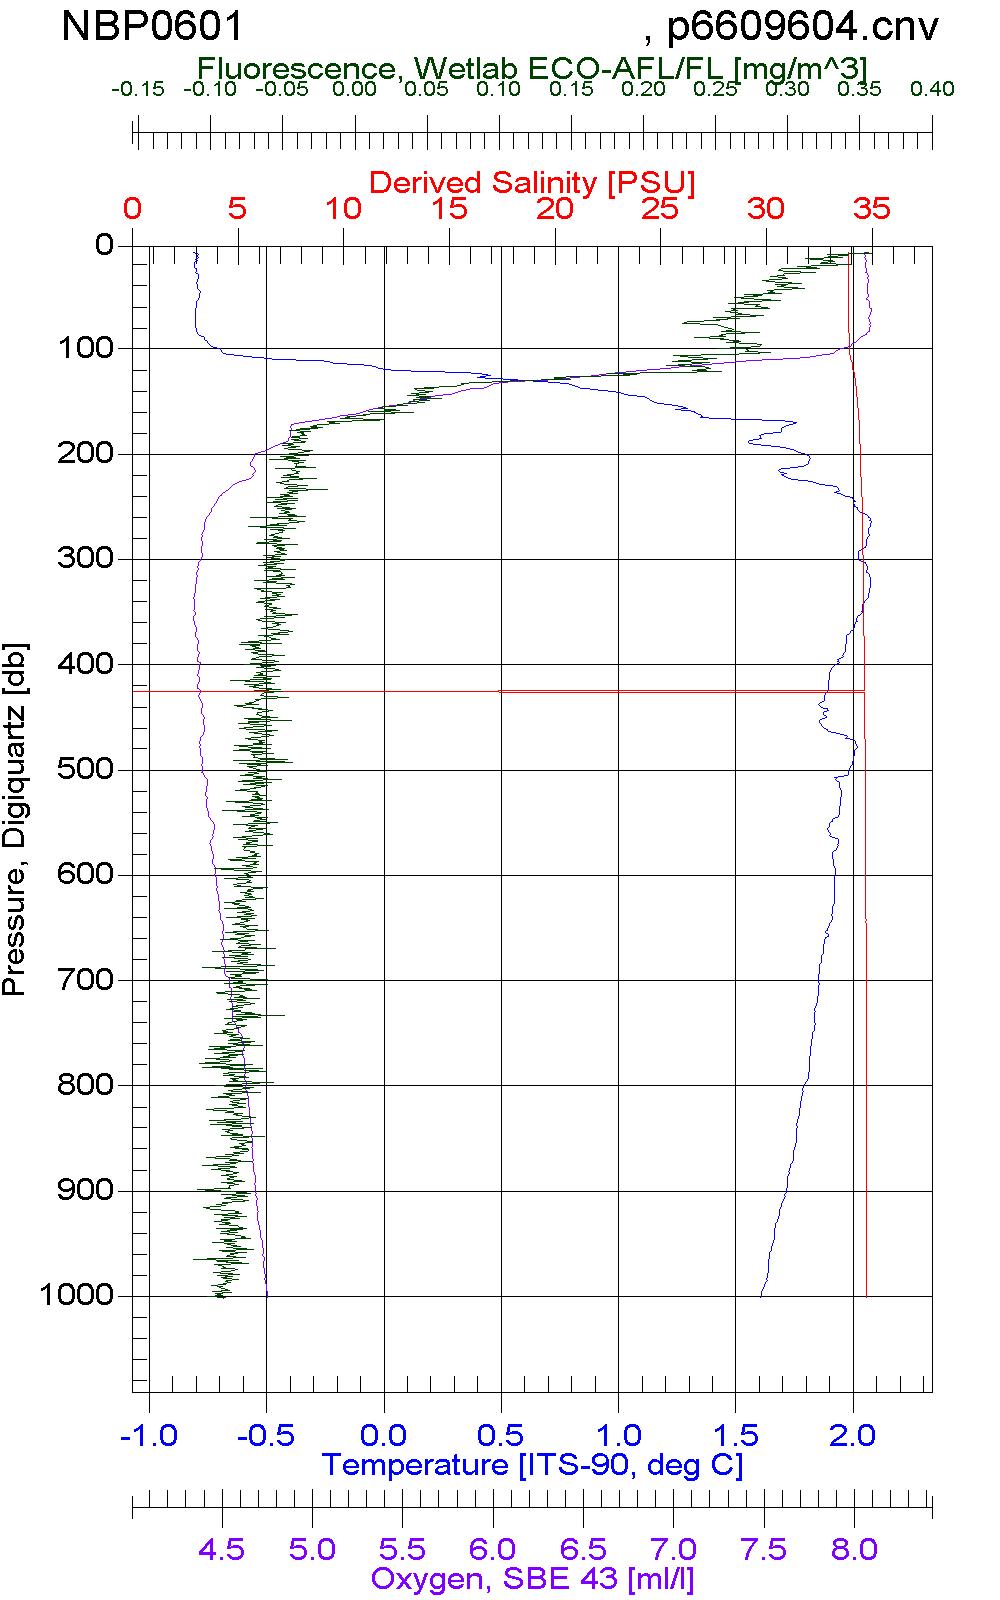 NBP0601 , p6609604.cnv
Fluorescence, Wetlab ECO-AFL/FL [mg/m^3]
-0.15 -0.10 -0.05 0.00 0.05 0.10 0.15 0.20 0.25 0.30 0.35 0.40
Derived Salinity [PSU]
0 5 10 15 20 25 30 35
0
100
200
300
400
500
600
700
800
900
1000
Pressure, Digiquartz [db]
-1.0 -0.5 0.0 0.5 1.0 1.5 2.0
Temperature [ITS-90, deg C]
4.5 5.0 5.5 6.0 6.5 7.0 7.5 8.0
Oxygen, SBE 43 [ml/l]